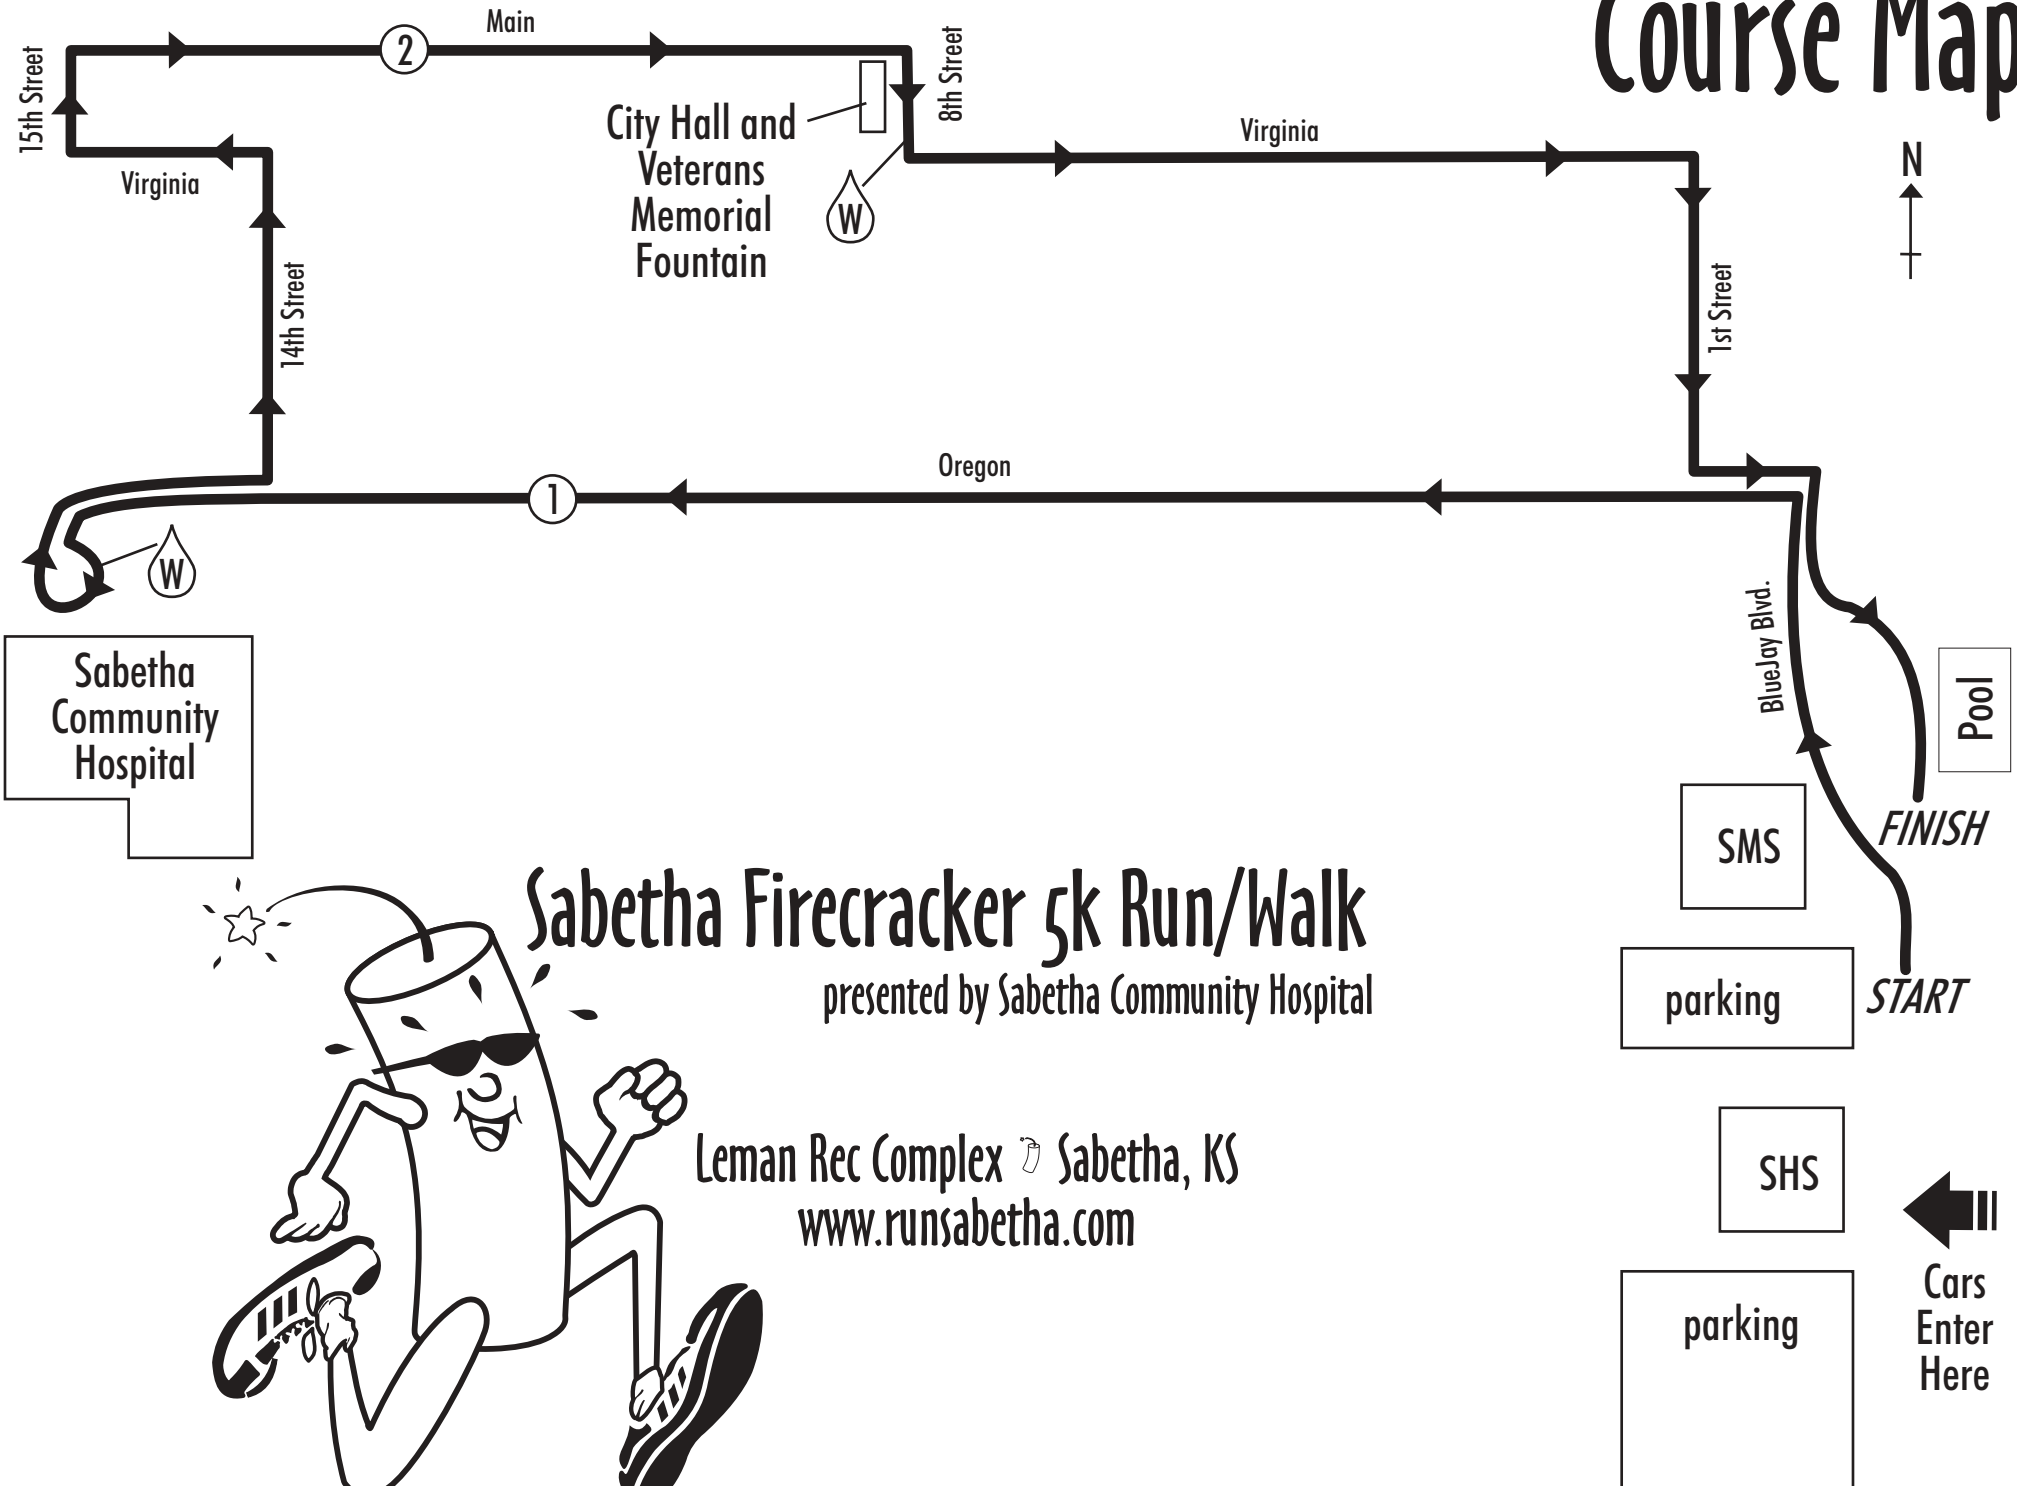 Course Map
Main
2
15th Street
8th Street
City Hall and
Veterans
Memorial
Fountain
W
Virginia
N
Virginia
14th Street
1st Street
Oregon
1
W
BlueJay Blvd.
Sabetha
Community
Hospital
Pool
FINISH
SMS
Sabetha Firecracker 5k Run/Walk
presented by Sabetha Community Hospital
parking
START
Leman Rec Complex Sabetha, KS
www.runsabetha.com
SHS
Cars
Enter
Here
parking